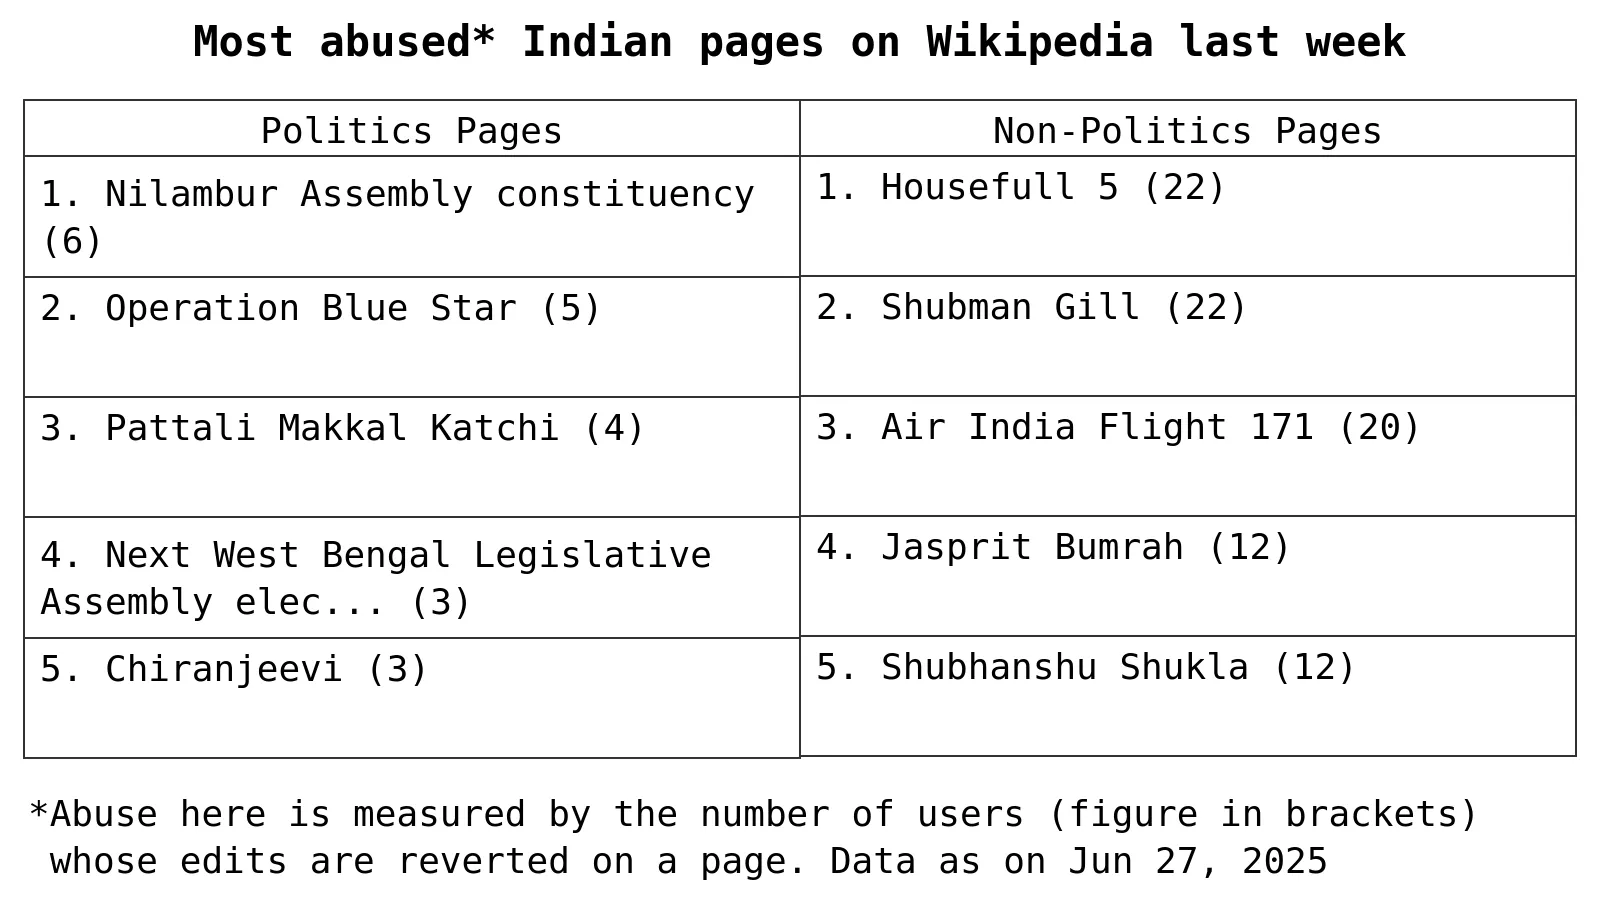 Most abused* Indian pages on Wikipedia last week
Politics Pages
Non-Politics Pages
1. Nilambur Assembly constituency
(6)
1. Housefull 5 (22)
2. Operation Blue Star (5)
2. Shubman Gill (22)
3. Pattali Makkal Katchi (4)
3. Air India Flight 171 (20)
4. Next West Bengal Legislative
Assembly elec... (3)
4. Jasprit Bumrah (12)
5. Chiranjeevi (3)
5. Shubhanshu Shukla (12)
*Abuse here is measured by the number of users (figure in brackets)
whose edits are reverted on a page. Data as on Jun 27, 2025